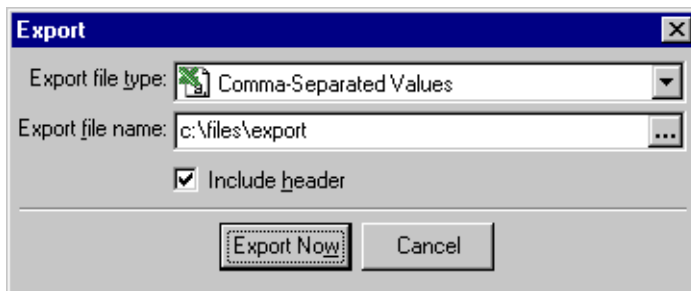 Export
Export file type: Comma-Separated Values
Export file name: c:\files\export ...
Include header
Export Now Cancel